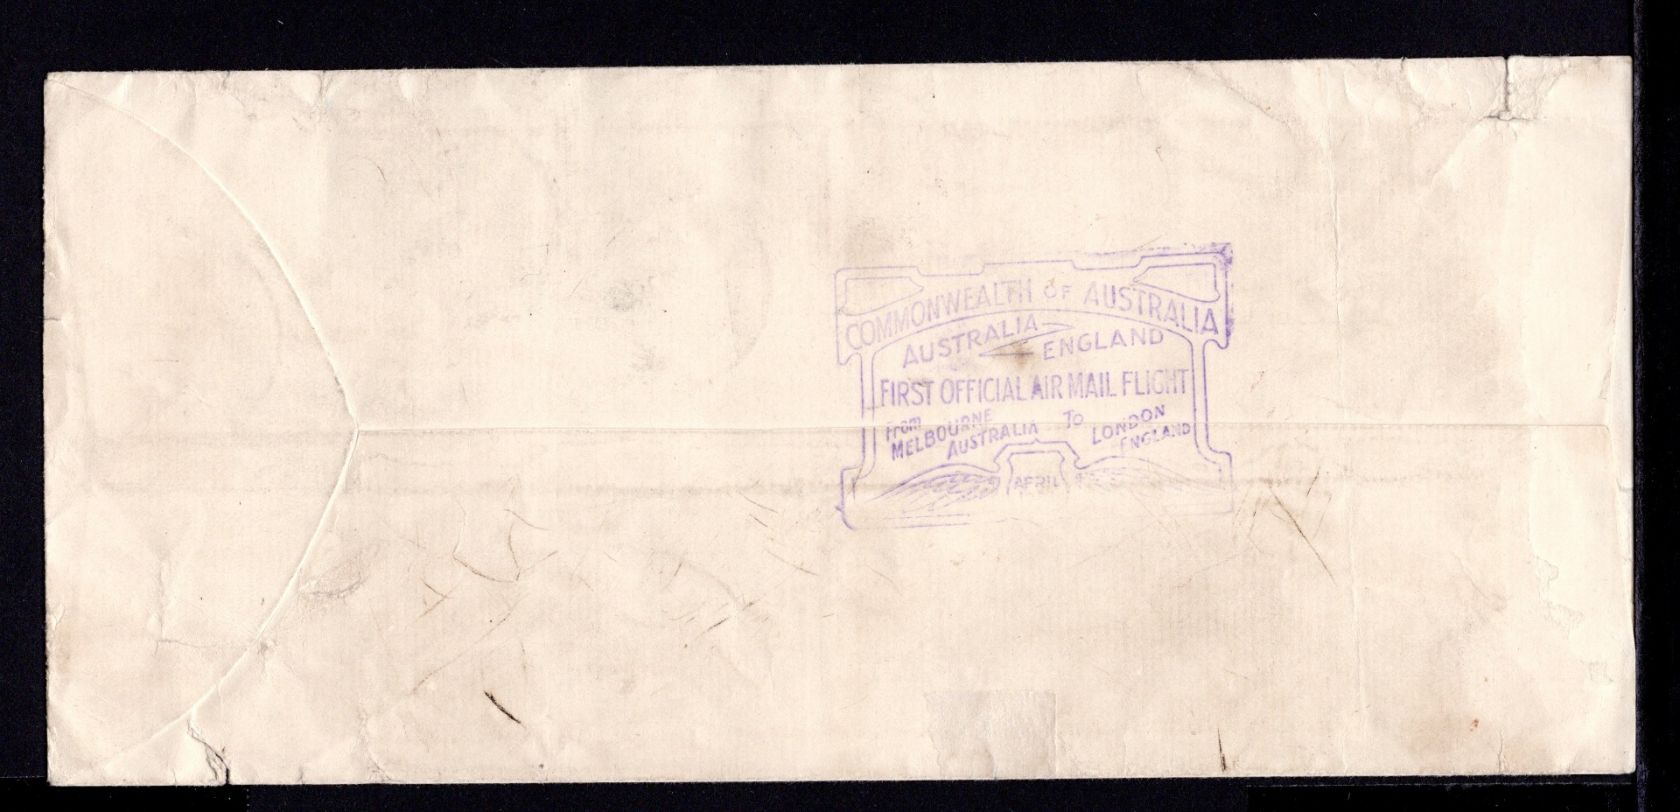 COMMONWEALTH OF AUSTRALIA
AUSTRALIA
ENGLAND
FIRST OFFICIAL AIR MAIL FLIGHT
From MELBOURNE AUSTRALIA To LONDON ENGLAND
APRIL